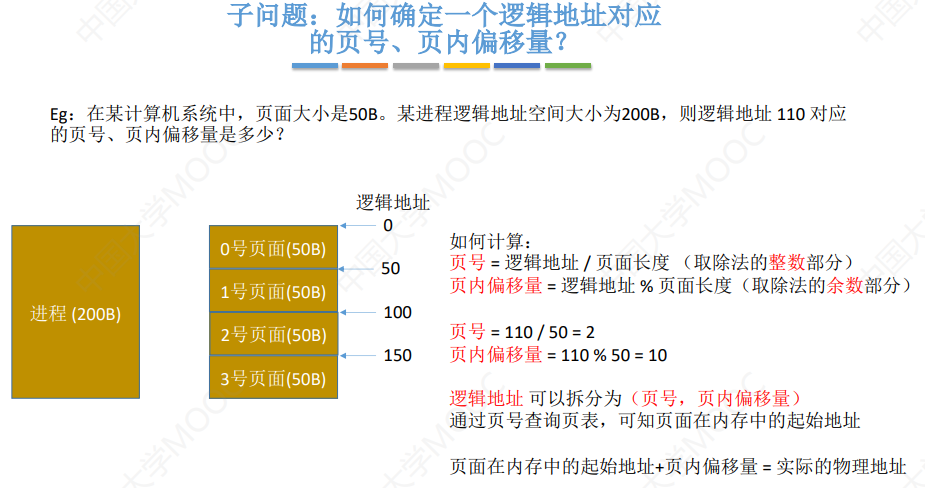 子问题：如何确定一个逻辑地址对应
的页号、页内偏移量？
Eg：在某计算机系统中，页面大小是50B。某进程逻辑地址空间大小为200B，则逻辑地址 110 对应
的页号、页内偏移量是多少？
逻辑地址
进程 (200B)
0号页面(50B)
1号页面(50B)
2号页面(50B)
3号页面(50B)
0
50
100
150
如何计算：
页号 = 逻辑地址 / 页面长度 （取除法的整数部分）
页内偏移量 = 逻辑地址 % 页面长度（取除法的余数部分）
页号 = 110 / 50 = 2
页内偏移量 = 110 % 50 = 10
逻辑地址 可以拆分为（页号，页内偏移量）
通过页号查询页表，可知页面在内存中的起始地址
页面在内存中的起始地址+页内偏移量 = 实际的物理地址
中国大学MOOC